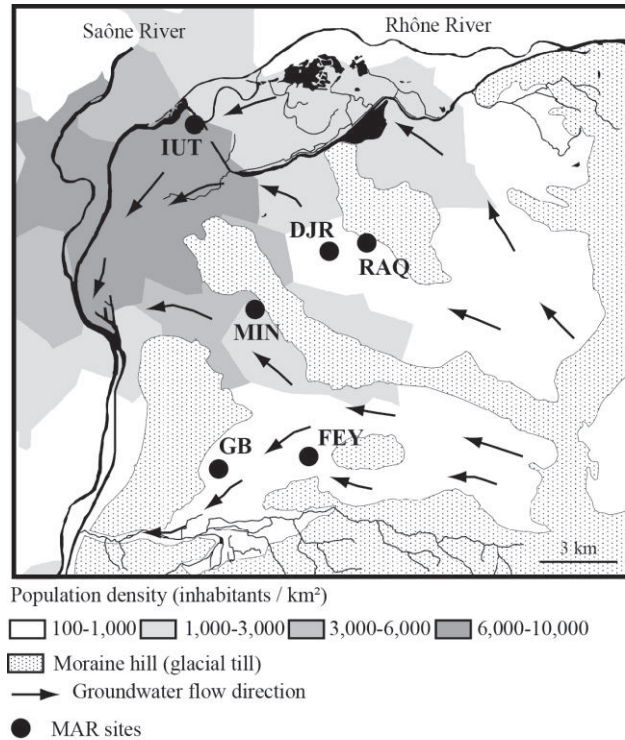 Saône River
Rhône River
IUT
DJR
RAQ
MIN
GB
FEY
3 km
Population density (inhabitants / km²)
100-1,000 1,000-3,000 3,000-6,000 6,000-10,000
Moraine hill (glacial till)
Groundwater flow direction
MAR sites